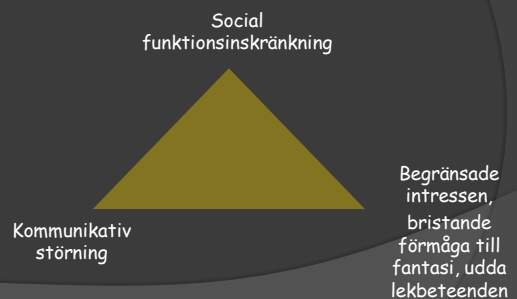 Social
funktionsinskränkning
Kommunikativ
störning
Begränsade
intressen,
bristande
förmåga till
fantasi, udda
lekbeteenden